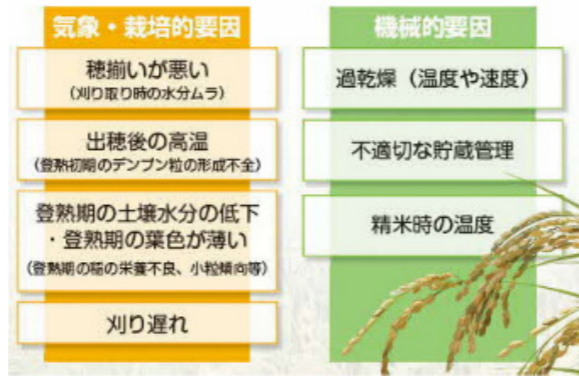 気象・栽培的要因
穂揃いが悪い
（刈り取り時の水分ムラ）
出穂後の高温
（登熟初期のデンプン粒の形成不全）
登熟期の土壌水分の低下
・登熟期の葉色が薄い
（登熟期の稲の栄養不良、小粒傾向等）
刈り遅れ
機械的要因
過乾燥（温度や速度）
不適切な貯蔵管理
精米時の温度